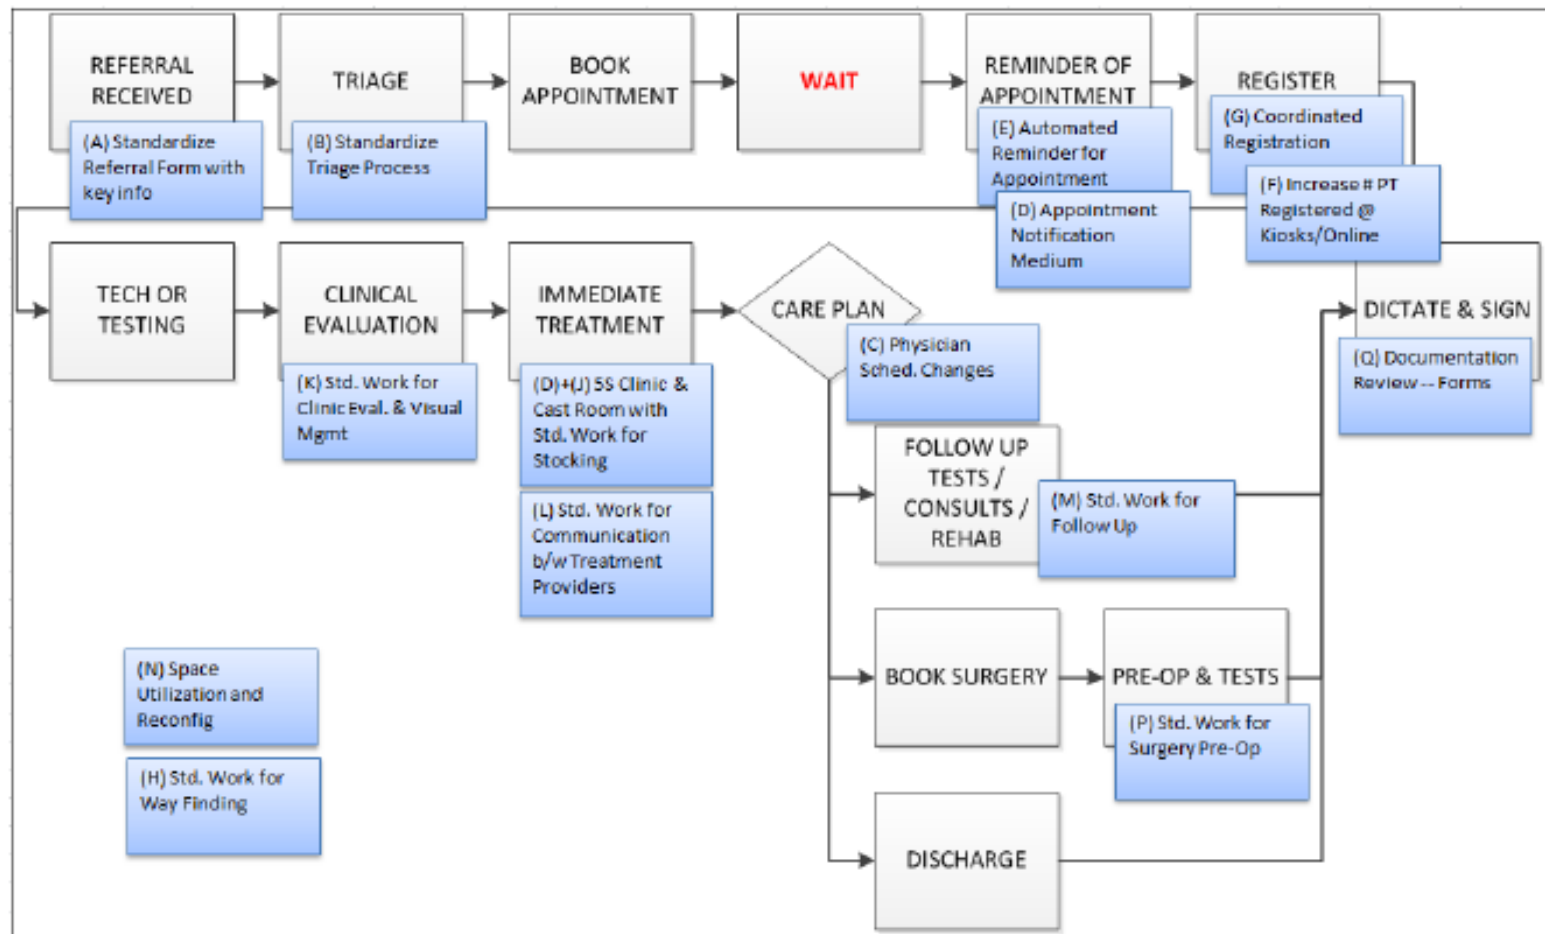 REFERRAL
RECEIVED
TRIAGE
BOOK
APPOINTMENT
WAIT
REMINDER OF
APPOINTMENT
REGISTER
(A) Standardize
Referral Form with
key info
(B) Standardize
Triage Process
(E) Automated
Reminder for
Appointment
(D) Appointment
Notification
Medium
(G) Coordinated
Registration
(F) Increase # PT
Registered @
Kiosks/Online
TECH OR
TESTING
CLINICAL
EVALUATION
IMMEDIATE
TREATMENT
CARE PLAN
DICTATE & SIGN
(K) Std. Work for
Clinic Eval. & Visual
Mgmt
(D)+(J) 5S Clinic &
Cast Room with
Std. Work for
Stocking
(L) Std. Work for
Communication
b/w Treatment
Providers
(C) Physician
Sched. Changes
(Q) Documentation
Review -- Forms
FOLLOW UP
TESTS /
CONSULTS /
REHAB
(M) Std. Work for
Follow Up
BOOK SURGERY
PRE-OP & TESTS
(P) Std. Work for
Surgery Pre-Op
DISCHARGE
(N) Space
Utilization and
Reconfig
(H) Std. Work for
Way Finding